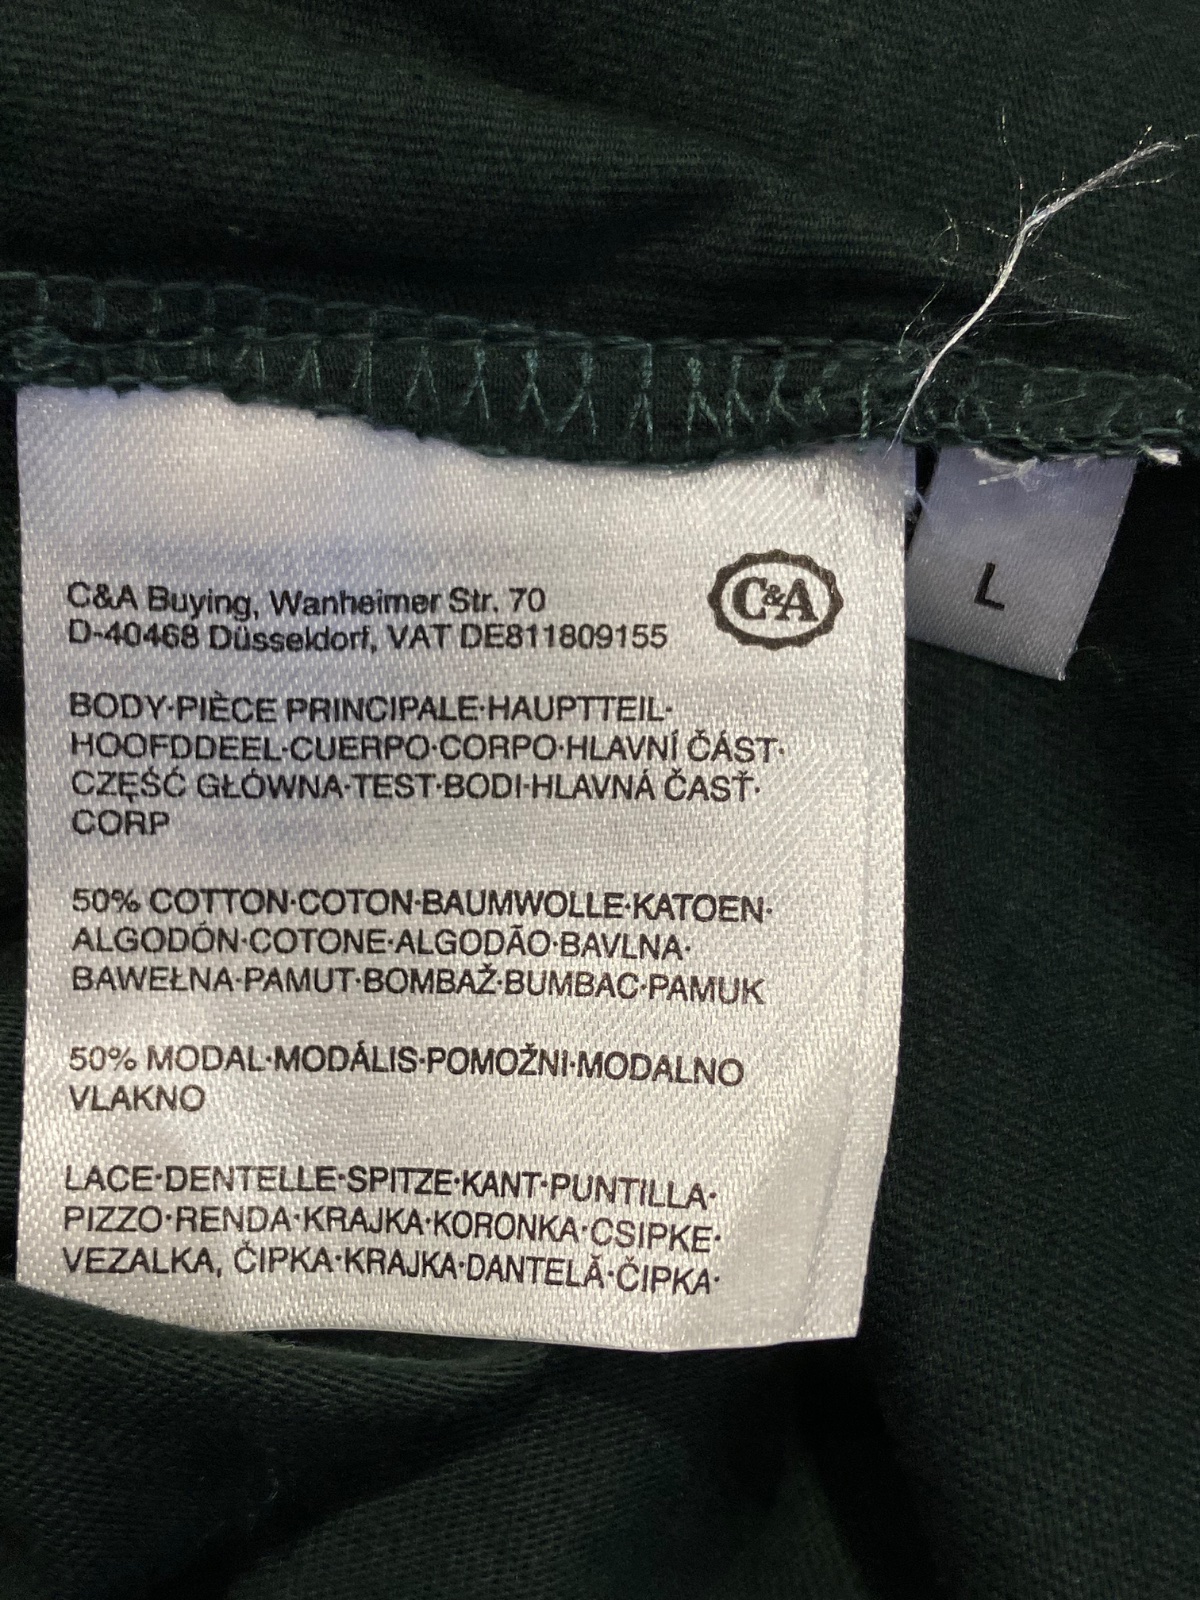 C&A Buying, Wanheimer Str. 70
D-40468 Düsseldorf, VAT DE811809155
C&A
L
BODY·PIÈCE PRINCIPALE·HAUPTTEIL·
HOOFDDEEL·CUERPO·CORPO·HLAVNÍ ČÁST·
CZĘŚĆ GŁÓWNA·TEST·BODI·HLAVNÁ ČASŤ·
CORP
50% COTTON·COTON·BAUMWOLLE·KATOEN·
ALGODÓN·COTONE·ALGODÃO·BAVLNA·
BAWEŁNA·PAMUT·BOMBAŽ·BUMBAC·PAMUK
50% MODAL·MODÁLIS·POMOŽNI·MODALNO
VLAKNO
LACE·DENTELLE·SPITZE·KANT·PUNTILLA·
PIZZO·RENDA·KRAJKA·KORONKA·CSIPKE·
VEZALKA, ČIPKA·KRAJKA·DANTELĂ·ČIPKA·